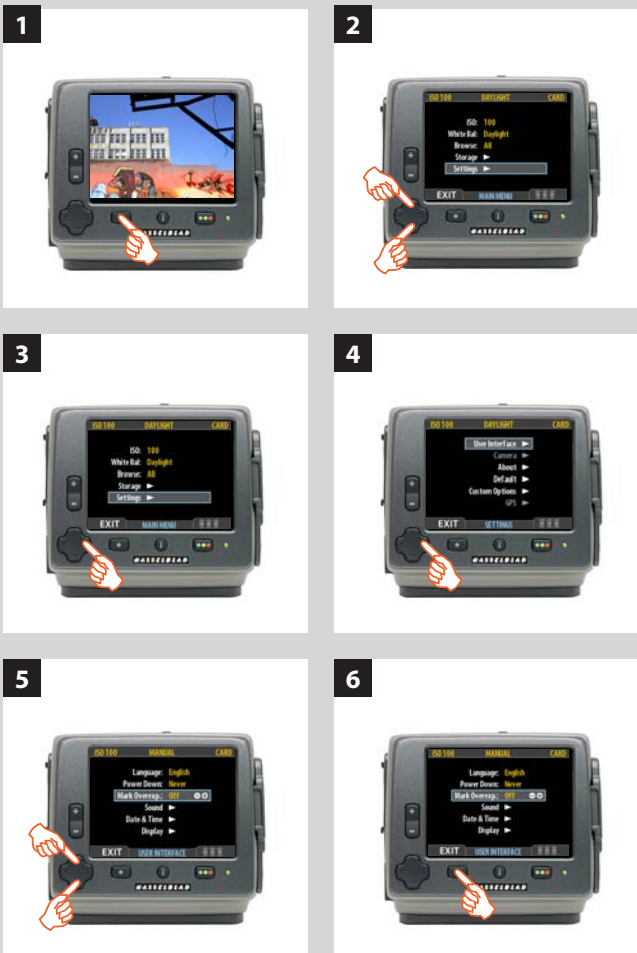 1
HASSELBLAD
2
ISO 100 DAYLIGHT CARD
ISO: 100
White Bal: Daylight
Browse: All
Storage ►
Settings ►
EXIT MAIN MENU
+
-
HASSELBLAD
3
ISO 100 DAYLIGHT CARD
ISO: 100
White Bal: Daylight
Browse: All
Storage ►
Settings ►
EXIT MAIN MENU
HASSELBLAD
4
ISO 100 DAYLIGHT CARD
User Interface ►
Camera ►
About ►
Default ►
Custom Options ►
GPS ►
EXIT SETTINGS
HASSELBLAD
5
ISO 100 MANUAL CARD
Language: English
Power Down: Never
Mark Overexp.: Off
Sound ►
Date & Time ►
Display ►
EXIT USER INTERFACE
HASSELBLAD
6
ISO 100 MANUAL CARD
Language: English
Power Down: Never
Mark Overexp.: Off
Sound ►
Date & Time ►
Display ►
EXIT USER INTERFACE
HASSELBLAD